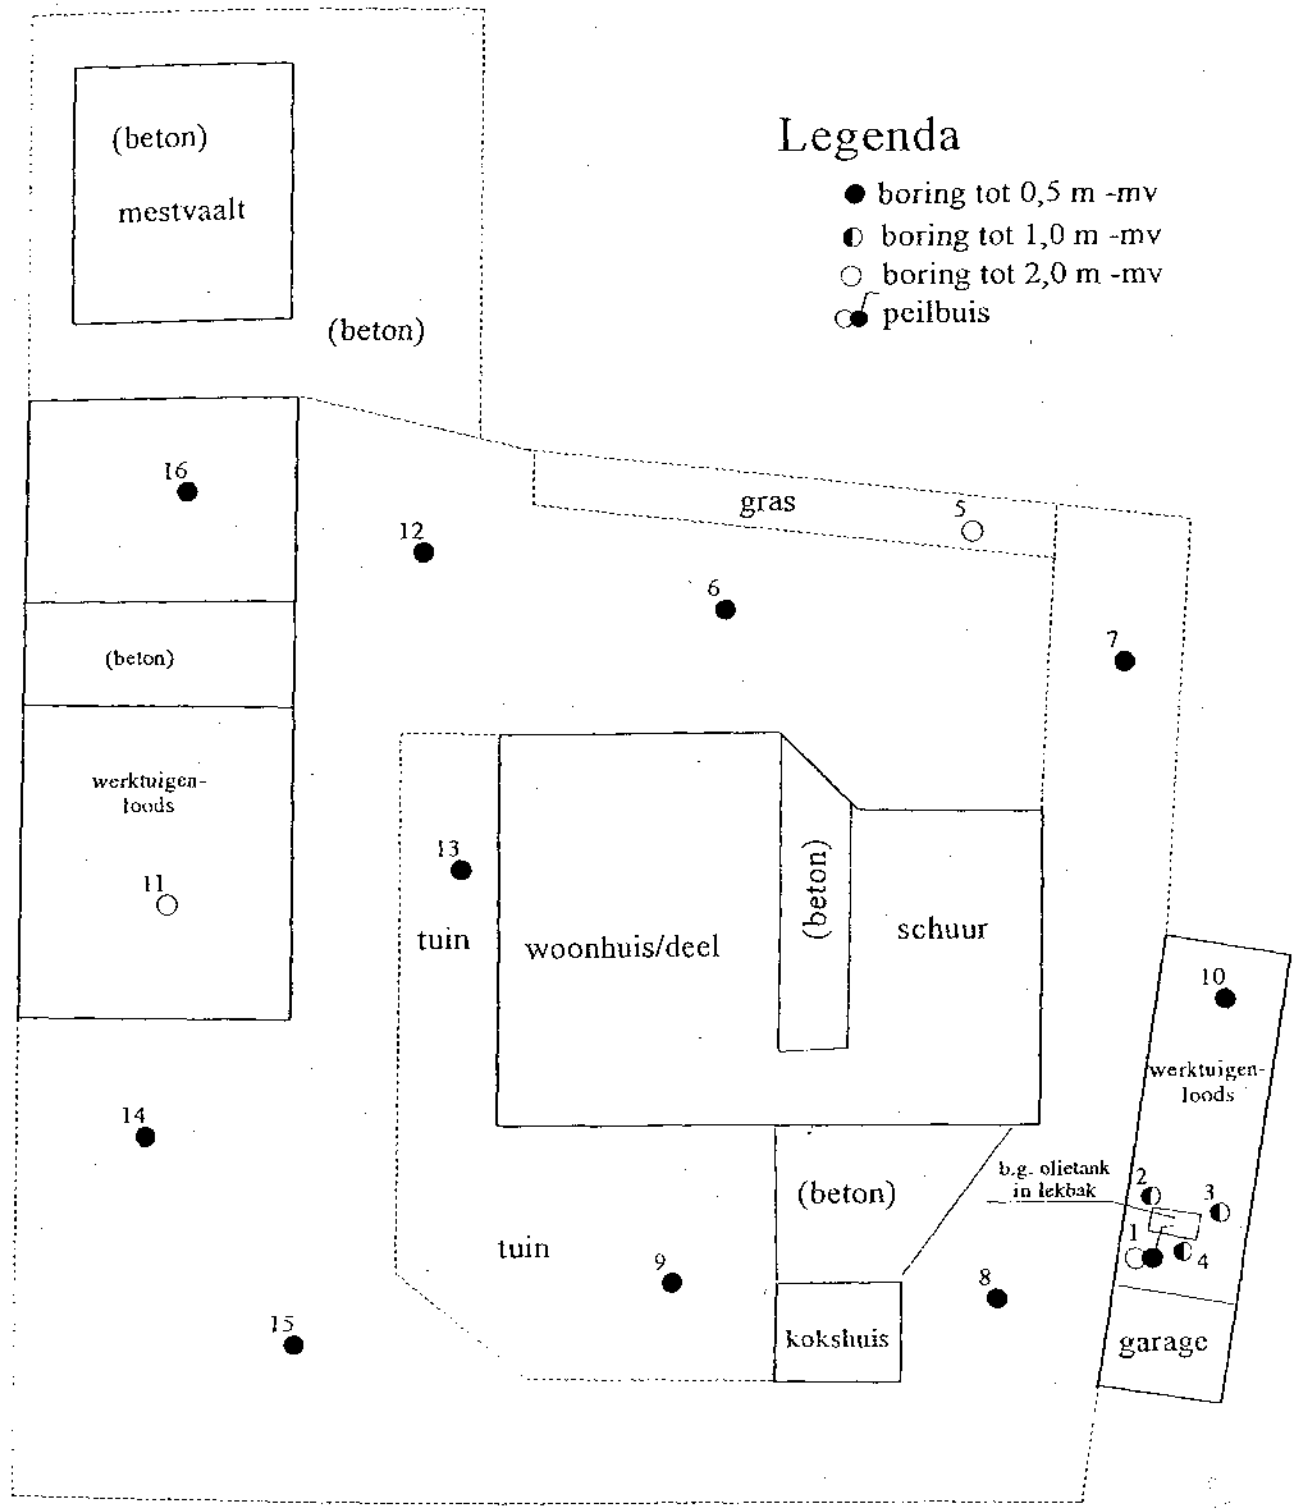 (beton)
mestvaalt
(beton)
Legenda
boring tot 0,5 m -mv
boring tot 1,0 m -mv
boring tot 2,0 m -mv
peilbuis
16
12
gras
5
6
7
(beton)
werktuigen-
loods
11
13
tuin
woonhuis/deel
(beton)
schuur
10
werktuigen-
loods
14
b.g. olietank
in lekbak
2
3
1
4
(beton)
tuin
9
8
15
kokshuis
garage